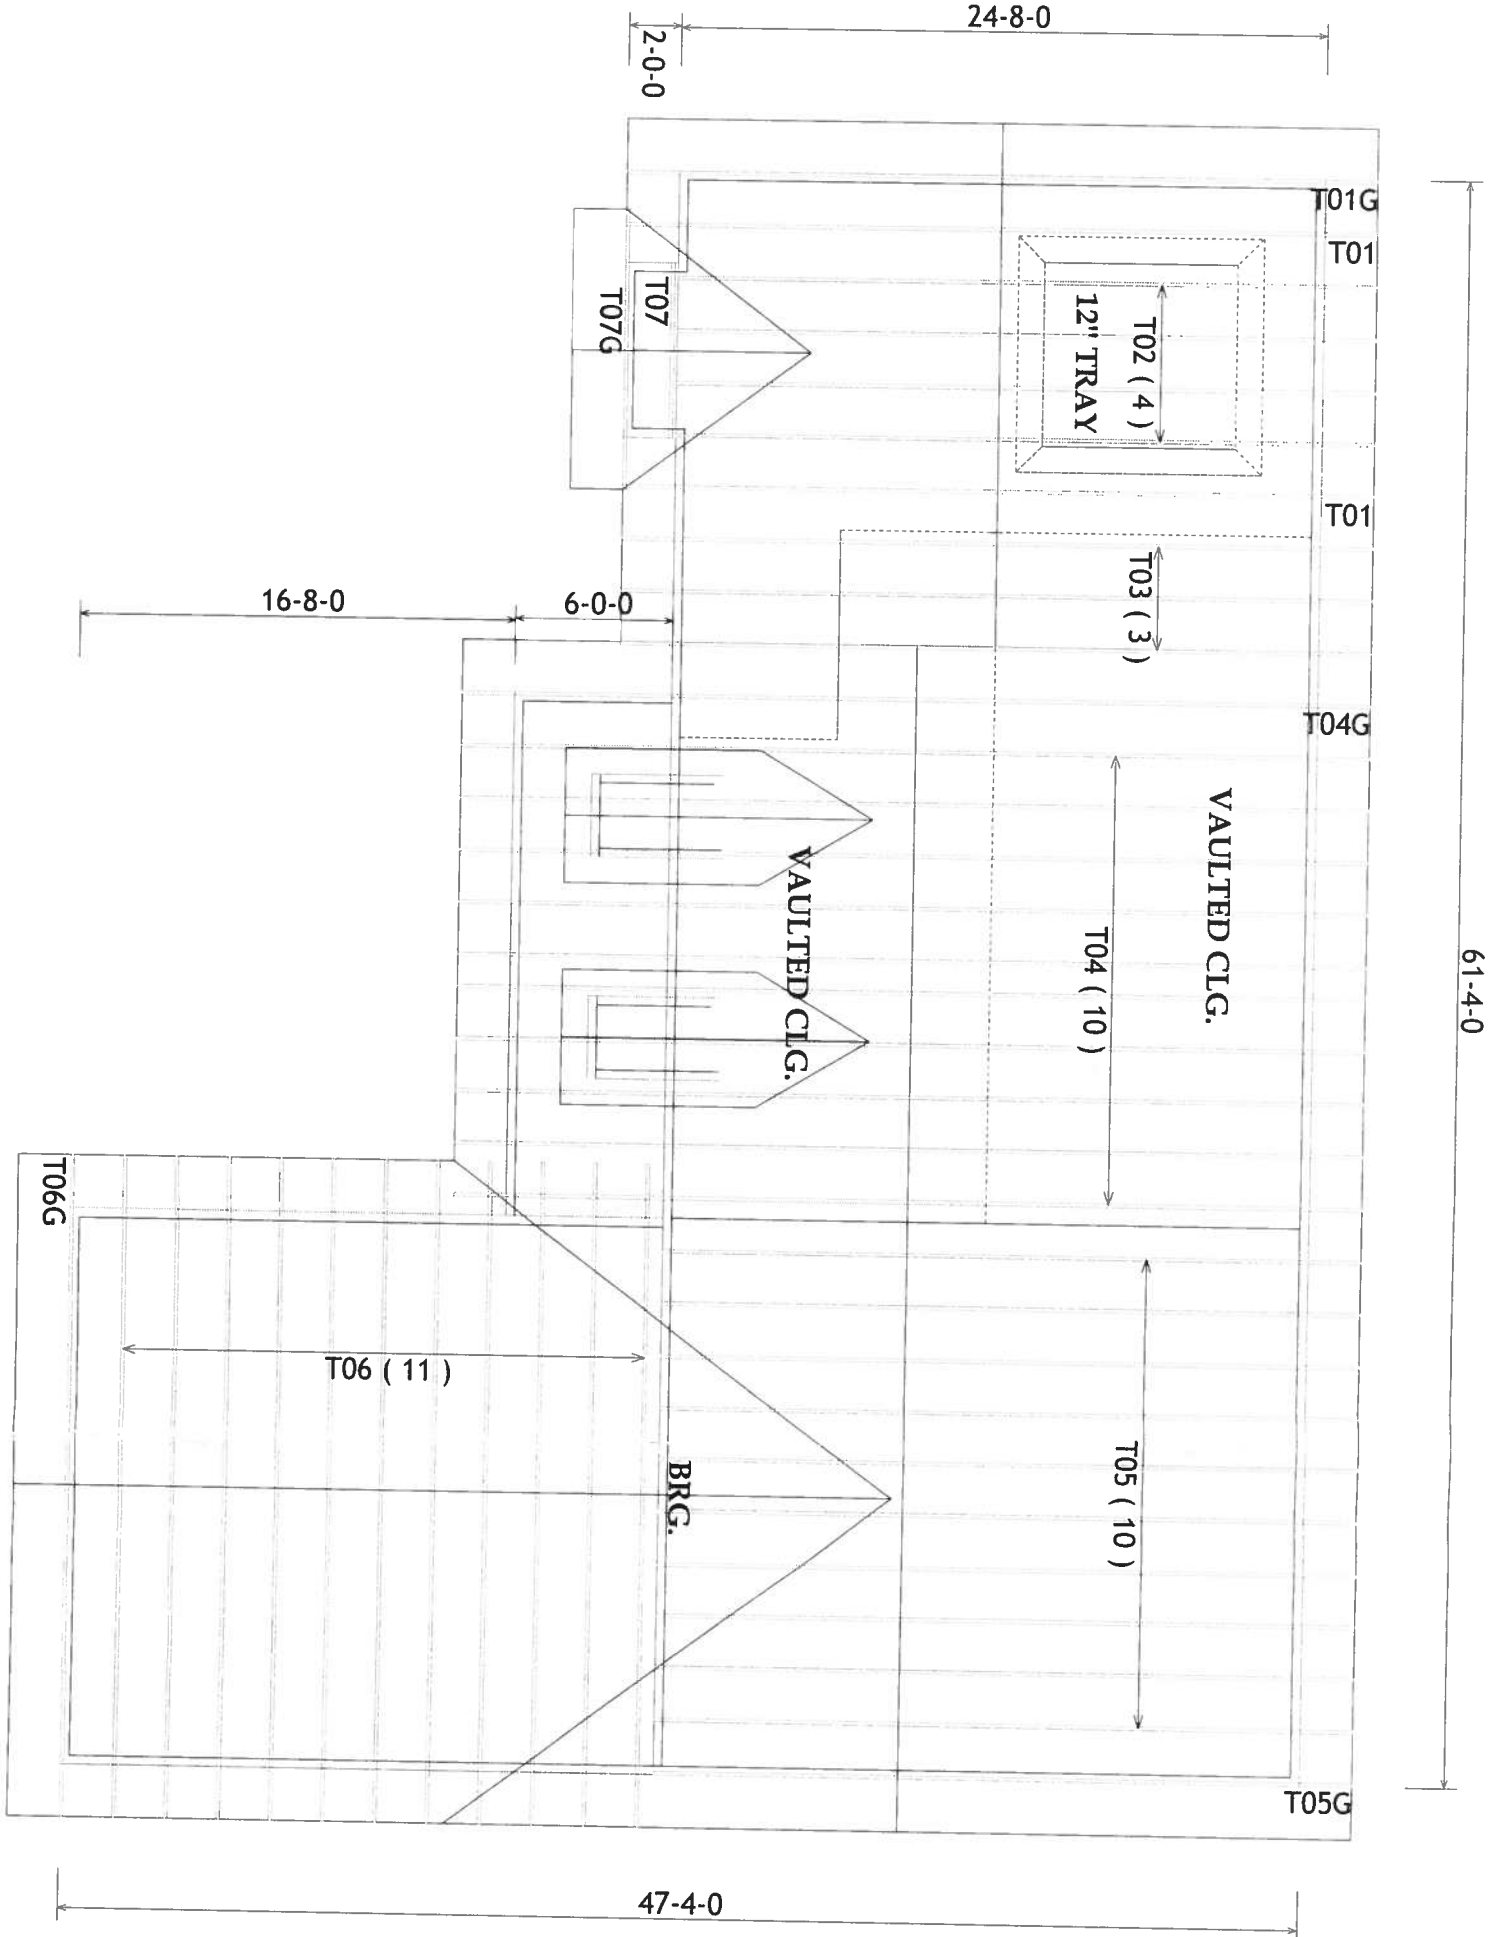 24-8-0
2-0-0
T01G
T01
T07
T07G
12" TRAY
T02 ( 4 )
T01
T03 ( 3 )
16-8-0
6-0-0
T04G
VAULTED CLG.
VAULTED CLG.
T04 ( 10 )
61-4-0
T06G
T06 ( 11 )
BRG.
T05 ( 10 )
T05G
47-4-0